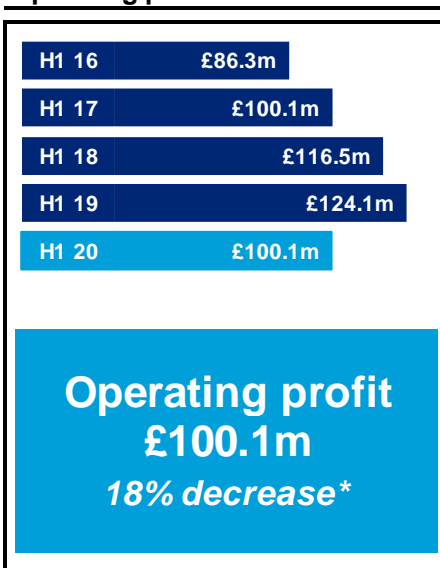 H1 16 £86.3m
H1 17 £100.1m
H1 18 £116.5m
H1 19 £124.1m
H1 20 £100.1m
Operating profit
£100.1m
18% decrease*